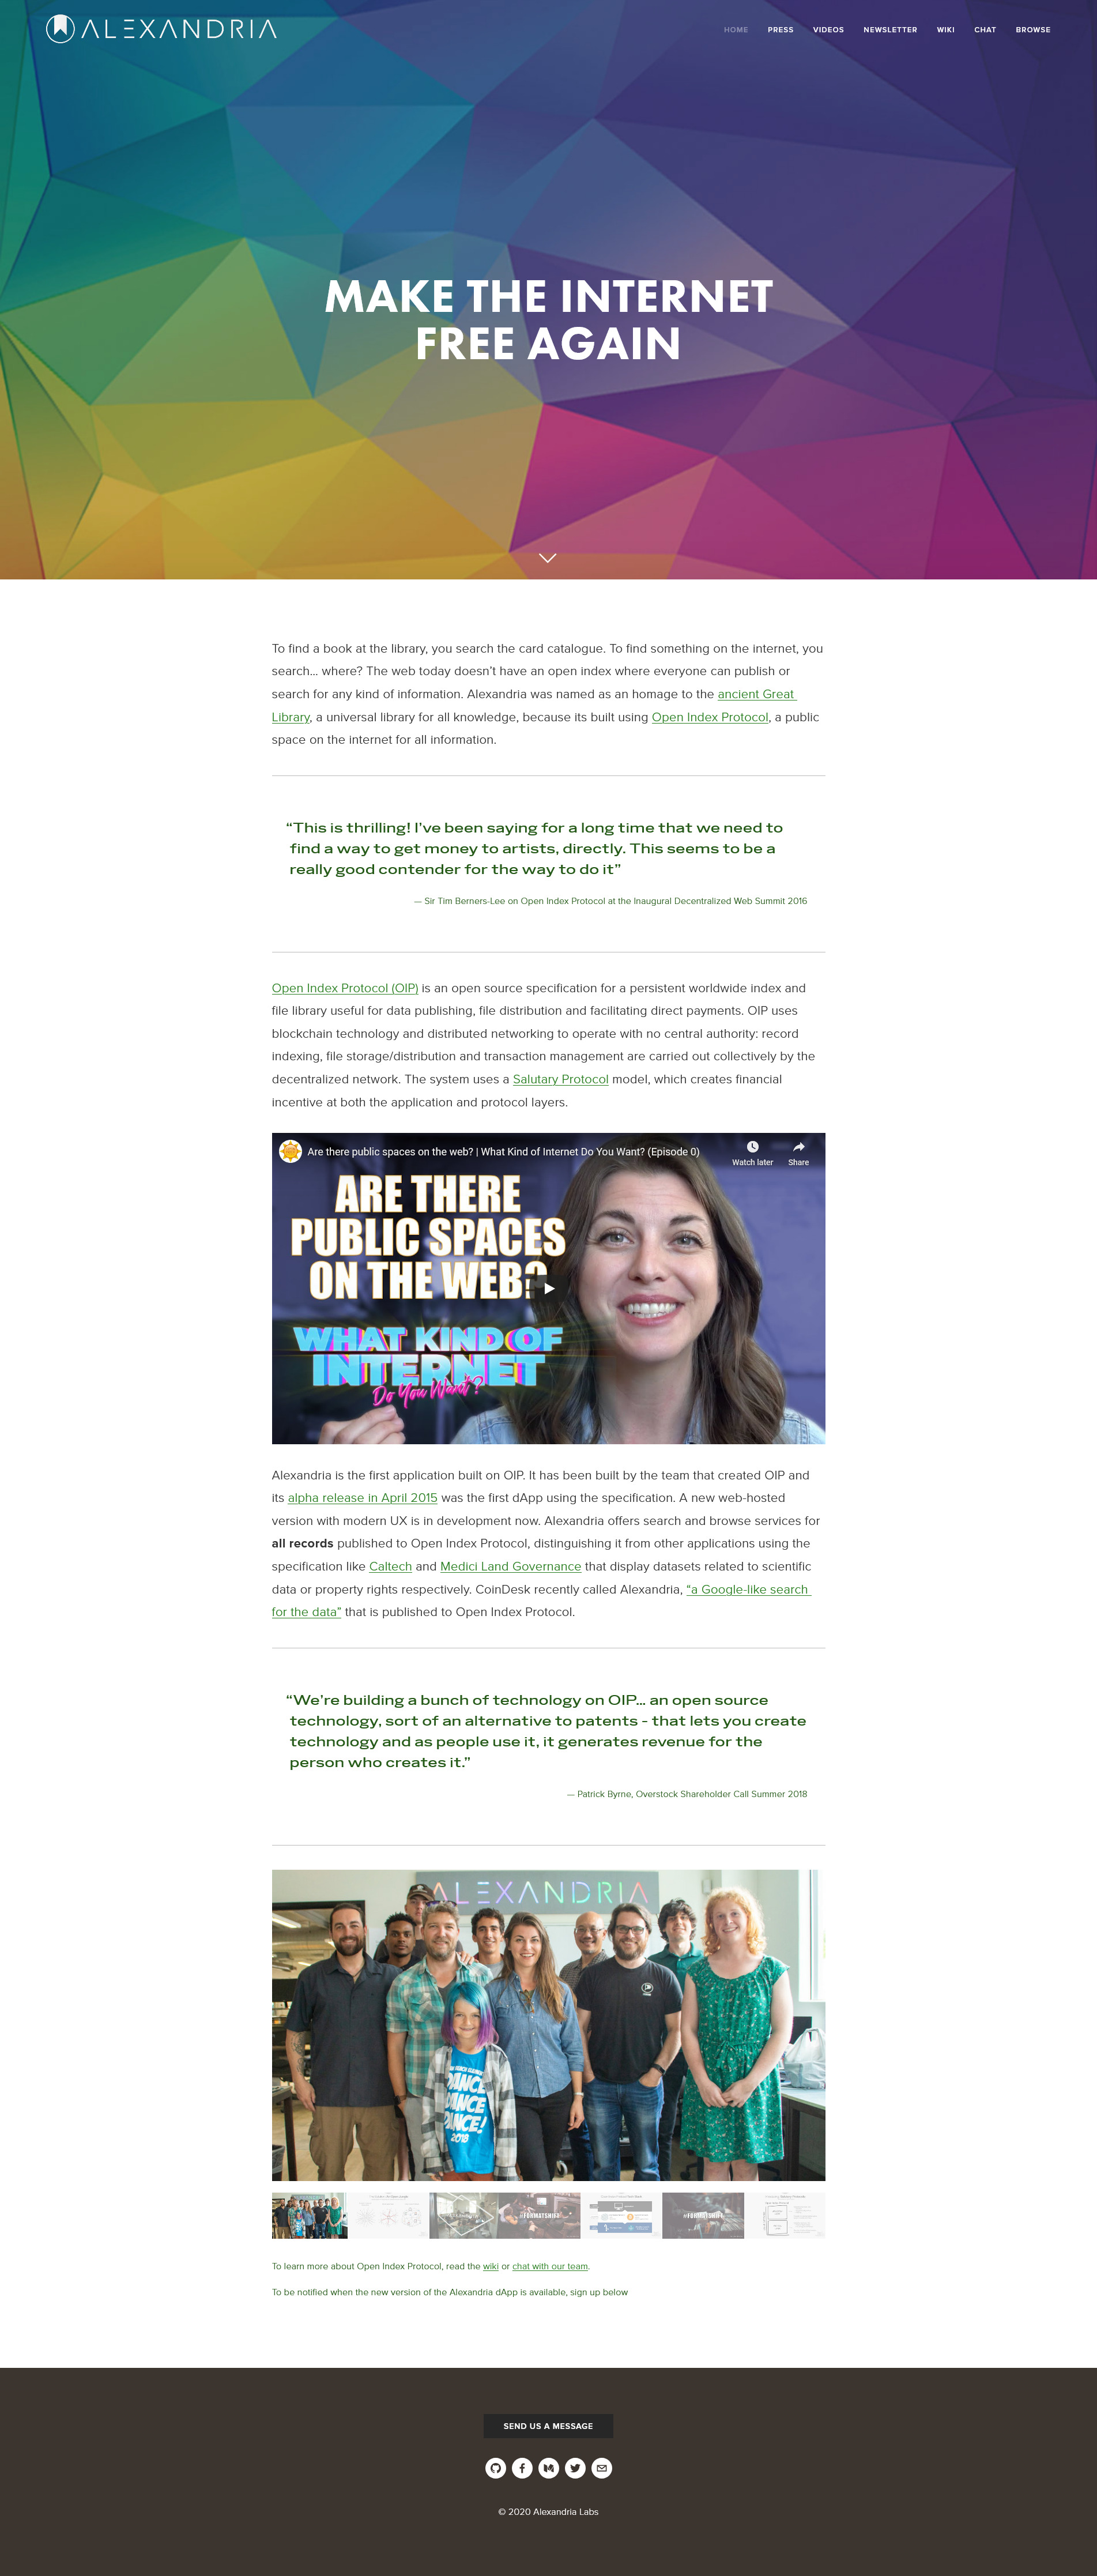 ALEXANDRIA
HOME PRESS VIDEOS NEWSLETTER WIKI CHAT BROWSE
MAKE THE INTERNET
FREE AGAIN
To find a book at the library, you search the card catalogue. To find something on the internet, you
search... where? The web today doesn’t have an open index where everyone can publish or
search for any kind of information. Alexandria was named as an homage to the ancient Great
Library, a universal library for all knowledge, because its built using Open Index Protocol, a public
space on the internet for all information.
“This is thrilling! I’ve been saying for a long time that we need to
find a way to get money to artists, directly. This seems to be a
really good contender for the way to do it”
— Sir Tim Berners-Lee on Open Index Protocol at the Inaugural Decentralized Web Summit 2016
Open Index Protocol (OIP) is an open source specification for a persistent worldwide index and
file library useful for data publishing, file distribution and facilitating direct payments. OIP uses
blockchain technology and distributed networking to operate with no central authority: record
indexing, file storage/distribution and transaction management are carried out collectively by the
decentralized network. The system uses a Salutary Protocol model, which creates financial
incentive at both the application and protocol layers.
Are there public spaces on the web? | What Kind of Internet Do You Want? (Episode 0)
Watch later Share
ARE THERE
PUBLIC SPACES
ON THE WEB?
WHAT KIND OF
INTERNET
Do You Want?
Alexandria is the first application built on OIP. It has been built by the team that created OIP and
its alpha release in April 2015 was the first dApp using the specification. A new web-hosted
version with modern UX is in development now. Alexandria offers search and browse services for
all records published to Open Index Protocol, distinguishing it from other applications using the
specification like Caltech and Medici Land Governance that display datasets related to scientific
data or property rights respectively. CoinDesk recently called Alexandria, “a Google-like search
for the data” that is published to Open Index Protocol.
“We’re building a bunch of technology on OIP... an open source
technology, sort of an alternative to patents - that lets you create
technology and as people use it, it generates revenue for the
person who creates it.”
— Patrick Byrne, Overstock Shareholder Call Summer 2018
ALEXANDRIA
DANCE
DANCE
DANCE!
2018
#FORMATSHIFT
#FORMATSHIFT
To learn more about Open Index Protocol, read the wiki or chat with our team.
To be notified when the new version of the Alexandria dApp is available, sign up below
SEND US A MESSAGE
© 2020 Alexandria Labs